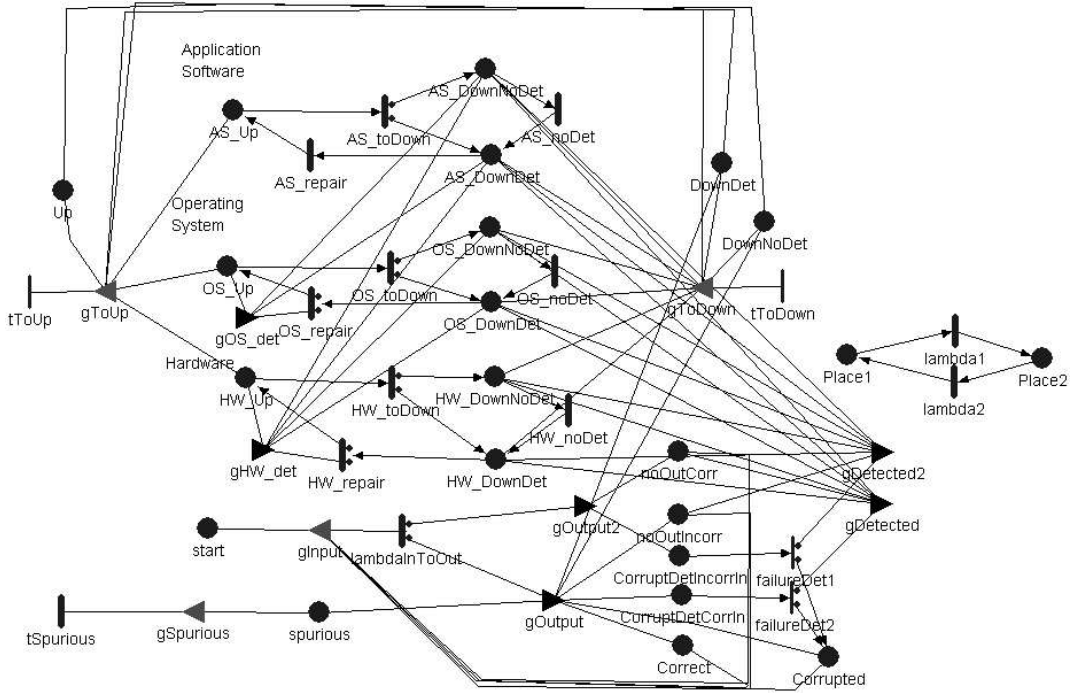 Application
Software
AS_DownNoDet
AS_Up
AS_toDown
AS_noDet
AS_repair
AS_DownDet
DownDet
Up
Operating
System
DownNoDet
OS_DownNoDet
OS_Up
OS_toDown
OS_noDet
tToUp
gToUp
gOS_det
OS_repair
OS_DownDet
gToDown
tToDown
Hardware
lambda1
Place1
Place2
lambda2
HW_Up
HW_toDown
HW_DownNoDet
HW_noDet
gHW_det
HW_repair
HW_DownDet
noOutCorr
gDetected2
gDetected
start
gInput
lambdaInToOut
gOutput2
noOutIncorr
CorruptDetIncorrIn
failureDet1
CorruptDetCorrIn
failureDet2
tSpurious
gSpurious
spurious
gOutput
Correct
Corrupted